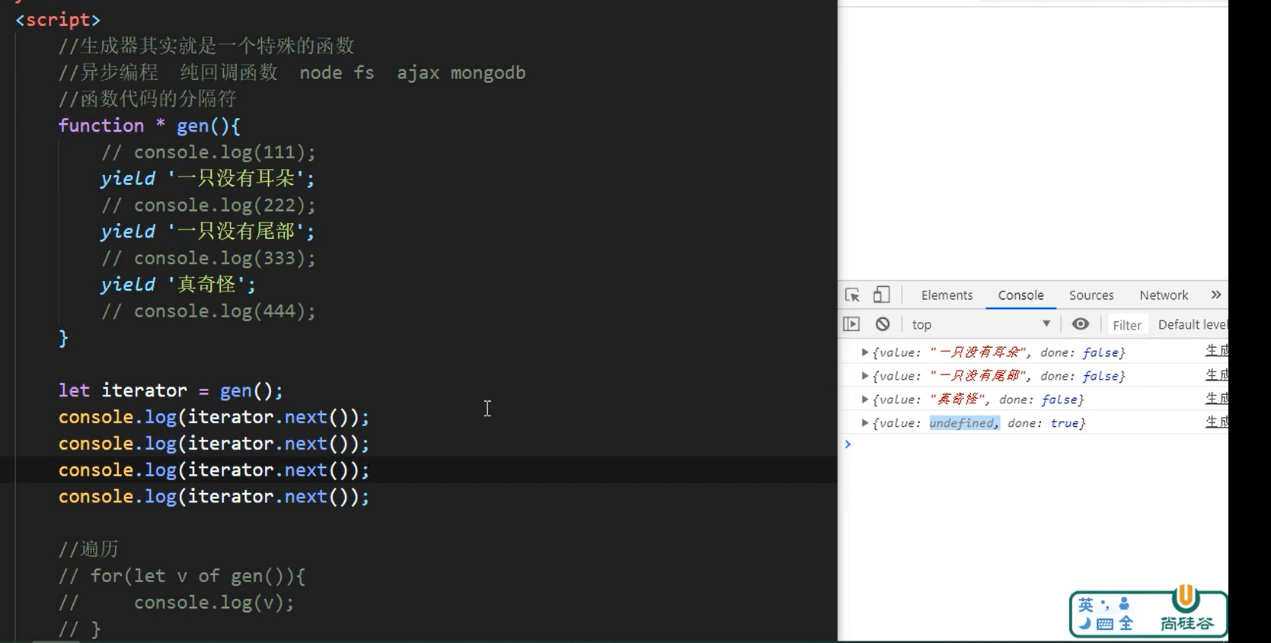 <script>
//生成器其实就是一个特殊的函数
//异步编程 纯回调函数 node fs ajax mongodb
//函数代码的分隔符
function * gen(){
// console.log(111);
yield '一只没有耳朵';
// console.log(222);
yield '一只没有尾部';
// console.log(333);
yield '真奇怪';
// console.log(444);
}
let iterator = gen();
console.log(iterator.next());
console.log(iterator.next());
console.log(iterator.next());
console.log(iterator.next());
//遍历
// for(let v of gen()){
// console.log(v);
// }
Elements Console Sources Network »
top Filter Default leve
{value: "一只没有耳朵", done: false} 生成
{value: "一只没有尾部", done: false} 生成
{value: "真奇怪", done: false} 生成
{value: undefined, done: true} 生成
英 全
尚硅谷